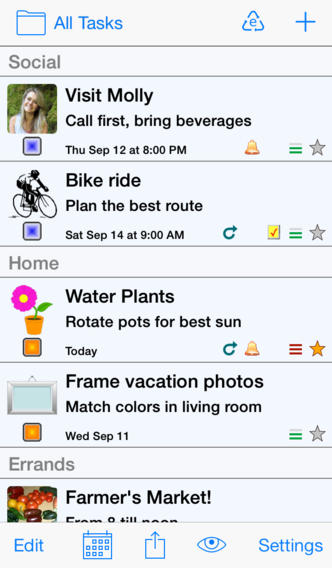 All Tasks
Social
Visit Molly
Call first, bring beverages
Thu Sep 12 at 8:00 PM
Bike ride
Plan the best route
Sat Sep 14 at 9:00 AM
Home
Water Plants
Rotate pots for best sun
Today
Frame vacation photos
Match colors in living room
Wed Sep 11
Errands
Farmer's Market!
From 8 till noon
Edit
Settings